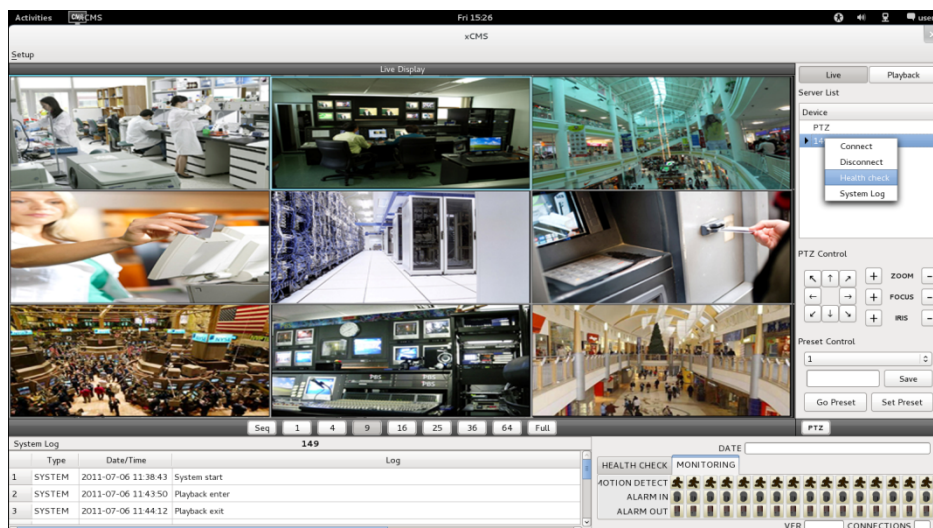 Activities CMS xCMS Fri 15:26 user
xCMS
Setup
Live Display
Live Playback
Server List
Device
PTZ
Connect
Disconnect
Health check
System Log
PTZ Control
+ ZOOM -
+ FOCUS -
+ IRIS -
Preset Control
1
Save
Go Preset Set Preset
Seq 1 4 9 16 25 36 64 Full PTZ
System Log 149
DATE
Type Date/Time Log
HEALTH CHECK MONITORING
1 SYSTEM 2011-07-06 11:38:43 System start
2 SYSTEM 2011-07-06 11:43:50 Playback enter
3 SYSTEM 2011-07-06 11:44:12 Playback exit
MOTION DETECT
ALARM IN
ALARM OUT
VER CONNECTIONS